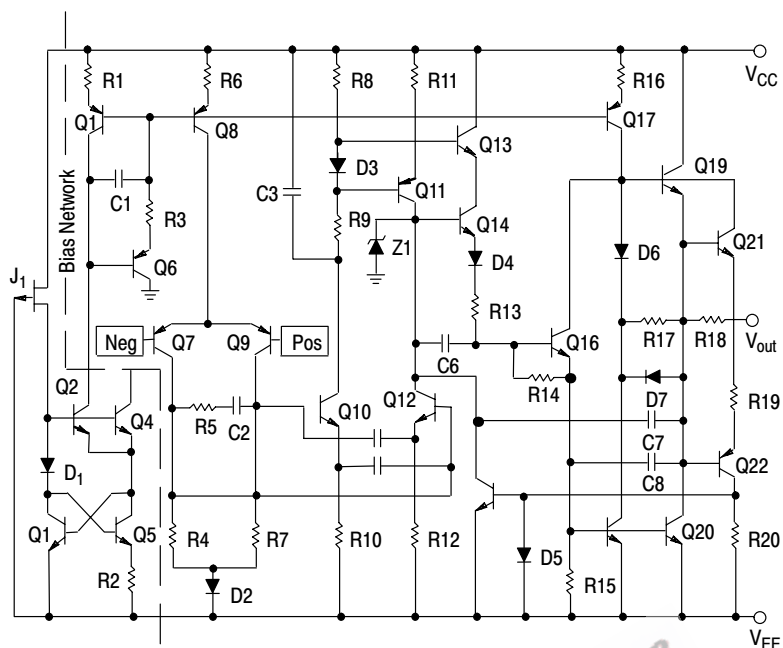 R1
R6
R8
R11
R16
VCC
Q1
Q8
Q13
Q17
D3
Q19
C1
C3
Q11
Bias Network
R3
R9
Q14
Q21
Z1
D6
Q6
D4
J1
R13
Neg
Q7
Q9
Pos
R17
R18
Vout
C6
Q16
Q2
Q4
Q10
Q12
R14
D7
R19
R5
C2
C7
D1
C8
Q22
Q1
Q5
R4
R7
R10
R12
D5
Q20
R20
R2
D2
R15
VEE